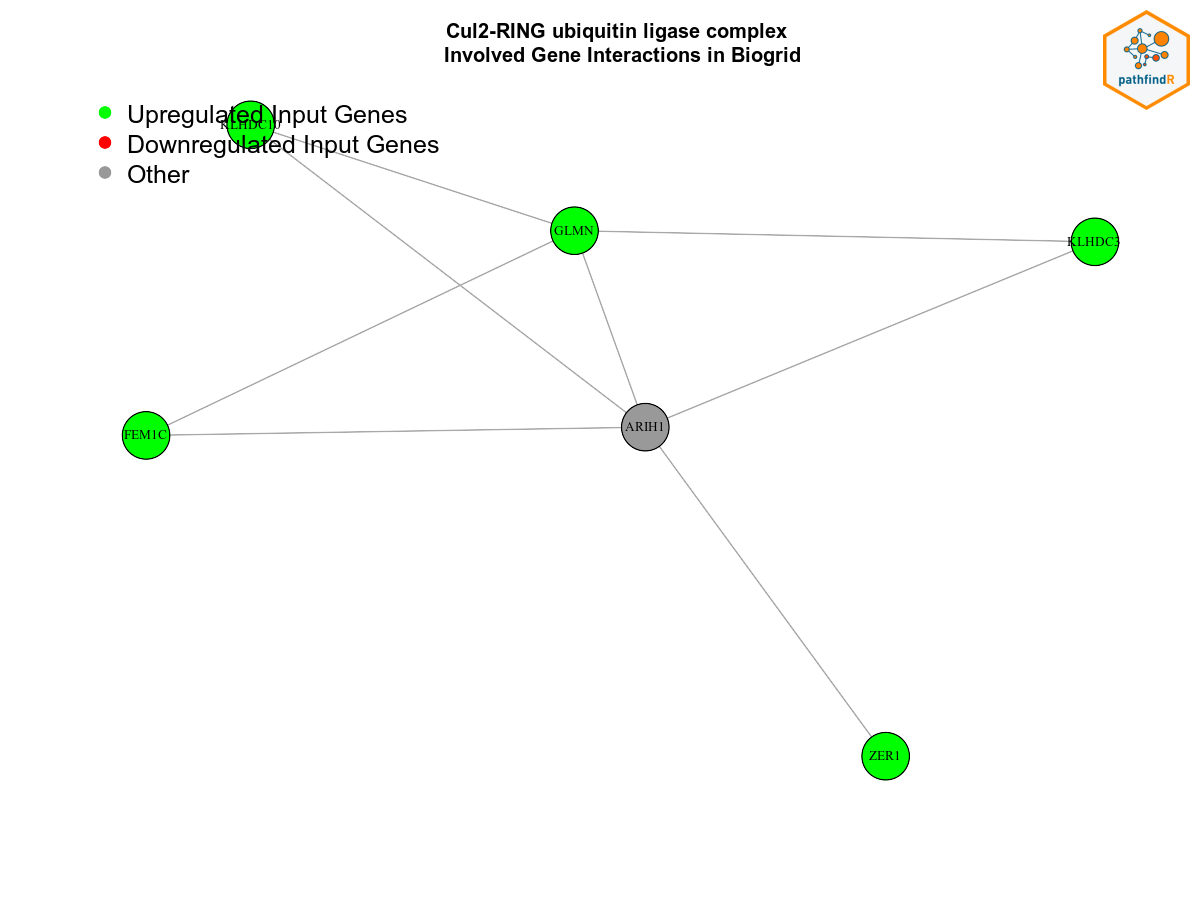 Cul2-RING ubiquitin ligase complex
Involved Gene Interactions in Biogrid
pathfindR
Upregulated Input Genes
KLHDC10
Downregulated Input Genes
Other
GLMN
KLHDC3
FEM1C
ARIH1
ZER1